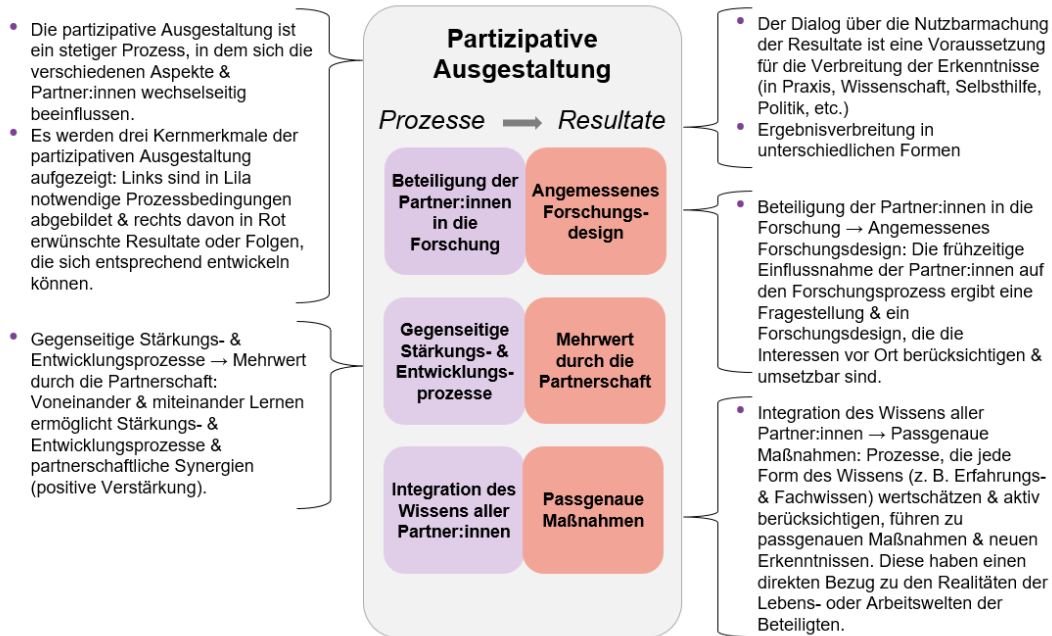 • Die partizipative Ausgestaltung ist
ein stetiger Prozess, in dem sich die
verschiedenen Aspekte &
Partner:innen wechselseitig
beeinflussen.
• Es werden drei Kernmerkmale der
partizipativen Ausgestaltung
aufgezeigt: Links sind in Lila
notwendige Prozessbedingungen
abgebildet & rechts davon in Rot
erwünschte Resultate oder Folgen,
die sich entsprechend entwickeln
können.
• Gegenseitige Stärkungs- &
Entwicklungsprozesse → Mehrwert
durch die Partnerschaft:
Voneinander & miteinander Lernen
ermöglicht Stärkungs- &
Entwicklungsprozesse &
partnerschaftliche Synergien
(positive Verstärkung).
Partizipative
Ausgestaltung
Prozesse → Resultate
Beteiligung der
Partner:innen
in die
Forschung
Angemessenes
Forschungs-
design
Gegenseitige
Stärkungs- &
Entwicklungs-
prozesse
Mehrwert
durch die
Partnerschaft
Integration des
Wissens aller
Partner:innen
Passgenaue
Maßnahmen
• Der Dialog über die Nutzbarmachung
der Resultate ist eine Voraussetzung
für die Verbreitung der Erkenntnisse
(in Praxis, Wissenschaft, Selbsthilfe,
Politik, etc.)
• Ergebnisverbreitung in
unterschiedlichen Formen
• Beteiligung der Partner:innen in die
Forschung → Angemessenes
Forschungsdesign: Die frühzeitige
Einflussnahme der Partner:innen auf
den Forschungsprozess ergibt eine
Fragestellung & ein
Forschungsdesign, die die
Interessen vor Ort berücksichtigen &
umsetzbar sind.
• Integration des Wissens aller
Partner:innen → Passgenaue
Maßnahmen: Prozesse, die jede
Form des Wissens (z. B. Erfahrungs-
& Fachwissen) wertschätzen & aktiv
berücksichtigen, führen zu
passgenauen Maßnahmen & neuen
Erkenntnissen. Diese haben einen
direkten Bezug zu den Realitäten der
Lebens- oder Arbeitswelten der
Beteiligten.